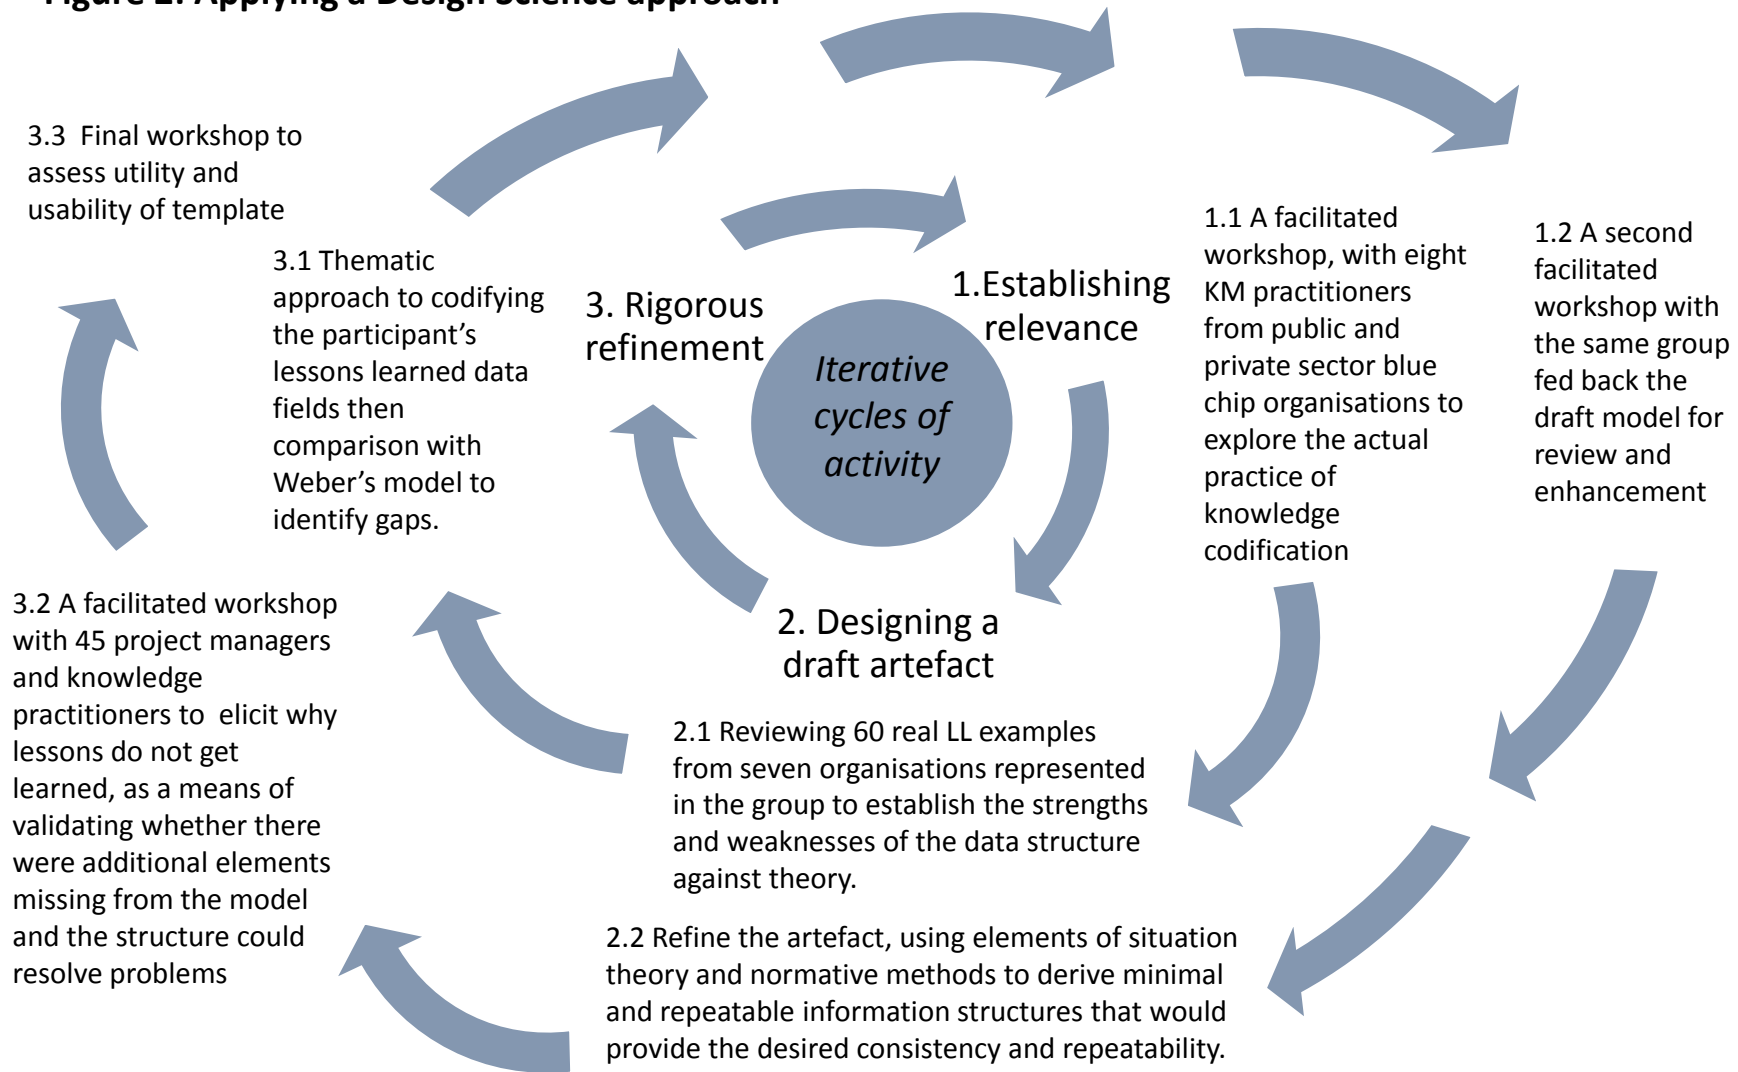 Figure 2: Applying a Design Science approach
Iterative
cycles of
activity
1.Establishing
relevance
2. Designing a
draft artefact
3. Rigorous
refinement
1.1 A facilitated
workshop, with eight
KM practitioners
from public and
private sector blue
chip organisations to
explore the actual
practice of
knowledge
codification
2.1 Reviewing 60 real LL examples
from seven organisations represented
in the group to establish the strengths
and weaknesses of the data structure
against theory.
3.1 Thematic
approach to codifying
the participant’s
lessons learned data
fields then
comparison with
Weber’s model to
identify gaps.
1.2 A second
facilitated
workshop with
the same group
fed back the
draft model for
review and
enhancement
2.2 Refine the artefact, using elements of situation
theory and normative methods to derive minimal
and repeatable information structures that would
provide the desired consistency and repeatability.
3.2 A facilitated workshop
with 45 project managers
and knowledge
practitioners to  elicit why
lessons do not get
learned, as a means of
validating whether there
were additional elements
missing from the model
and the structure could
resolve problems
3.3  Final workshop to
assess utility and
usability of template